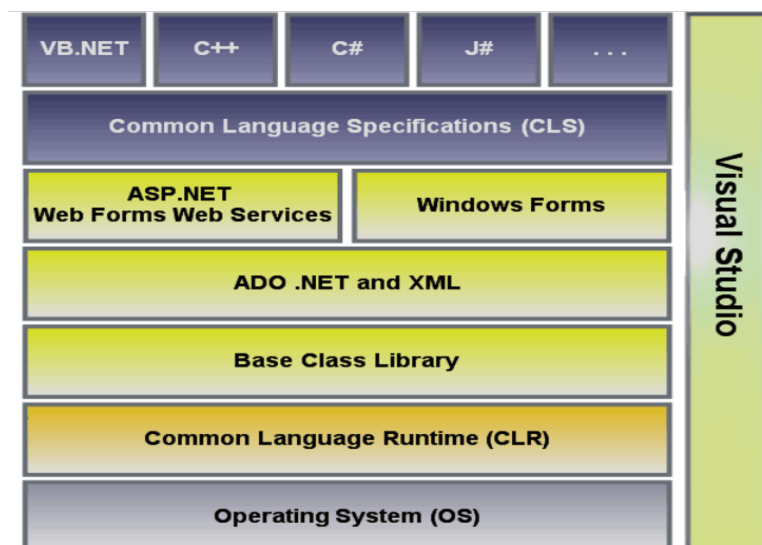 VB.NET
C++
C#
J#
. . .
Common Language Specifications (CLS)
ASP.NET
Web Forms Web Services
Windows Forms
ADO .NET and XML
Base Class Library
Common Language Runtime (CLR)
Operating System (OS)
Visual Studio